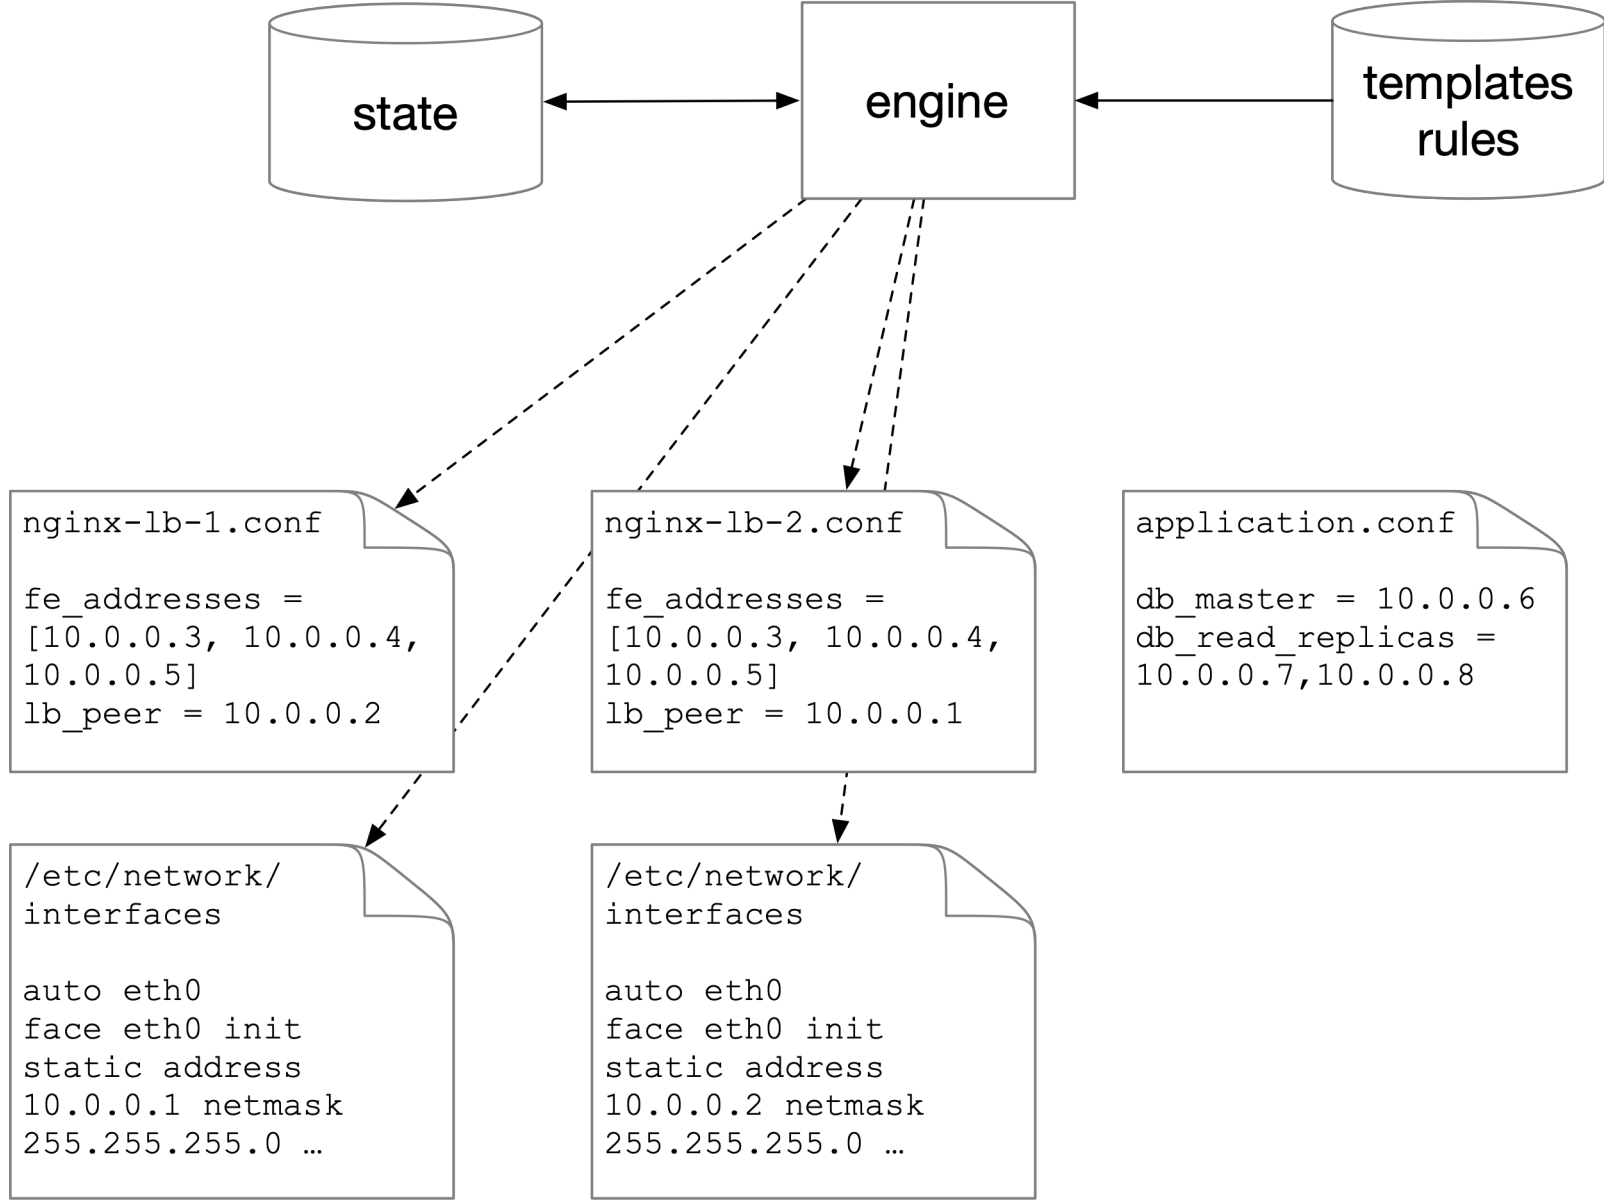 state
engine
templates
rules
nginx-lb-1.conf
fe_addresses =
[10.0.0.3, 10.0.0.4,
10.0.0.5]
lb_peer = 10.0.0.2
nginx-lb-2.conf
fe_addresses =
[10.0.0.3, 10.0.0.4,
10.0.0.5]
lb_peer = 10.0.0.1
application.conf
db_master = 10.0.0.6
db_read_replicas =
10.0.0.7,10.0.0.8
/etc/network/
interfaces
auto eth0
face eth0 init
static address
10.0.0.1 netmask
255.255.255.0 …
/etc/network/
interfaces
auto eth0
face eth0 init
static address
10.0.0.2 netmask
255.255.255.0 …